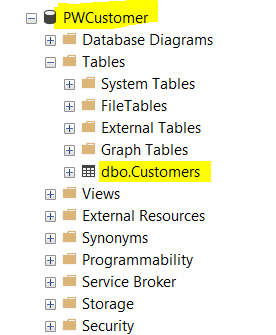 PWCustomer
Database Diagrams
Tables
System Tables
FileTables
External Tables
Graph Tables
dbo.Customers
Views
External Resources
Synonyms
Programmability
Service Broker
Storage
Security